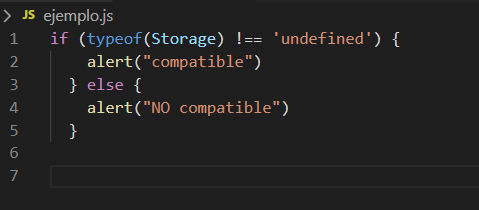 JS ejemplo.js
1 if (typeof(Storage) !== 'undefined') {
2     alert("compatible")
3   } else {
4     alert("NO compatible")
5   }
6
7